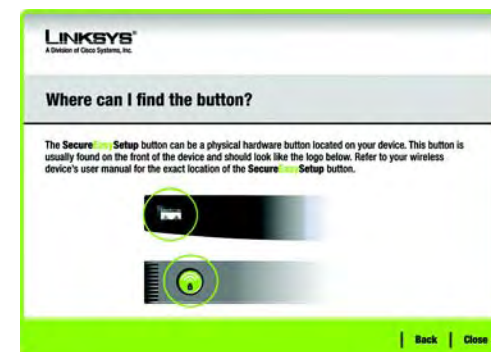 LINKSYS®
A Division of Cisco Systems, Inc.
Where can I find the button?
The SecureEasySetup button can be a physical hardware button located on your device. This button is
usually found on the front of the device and should look like the logo below. Refer to your wireless
device's user manual for the exact location of the SecureEasySetup button.
Back | Close